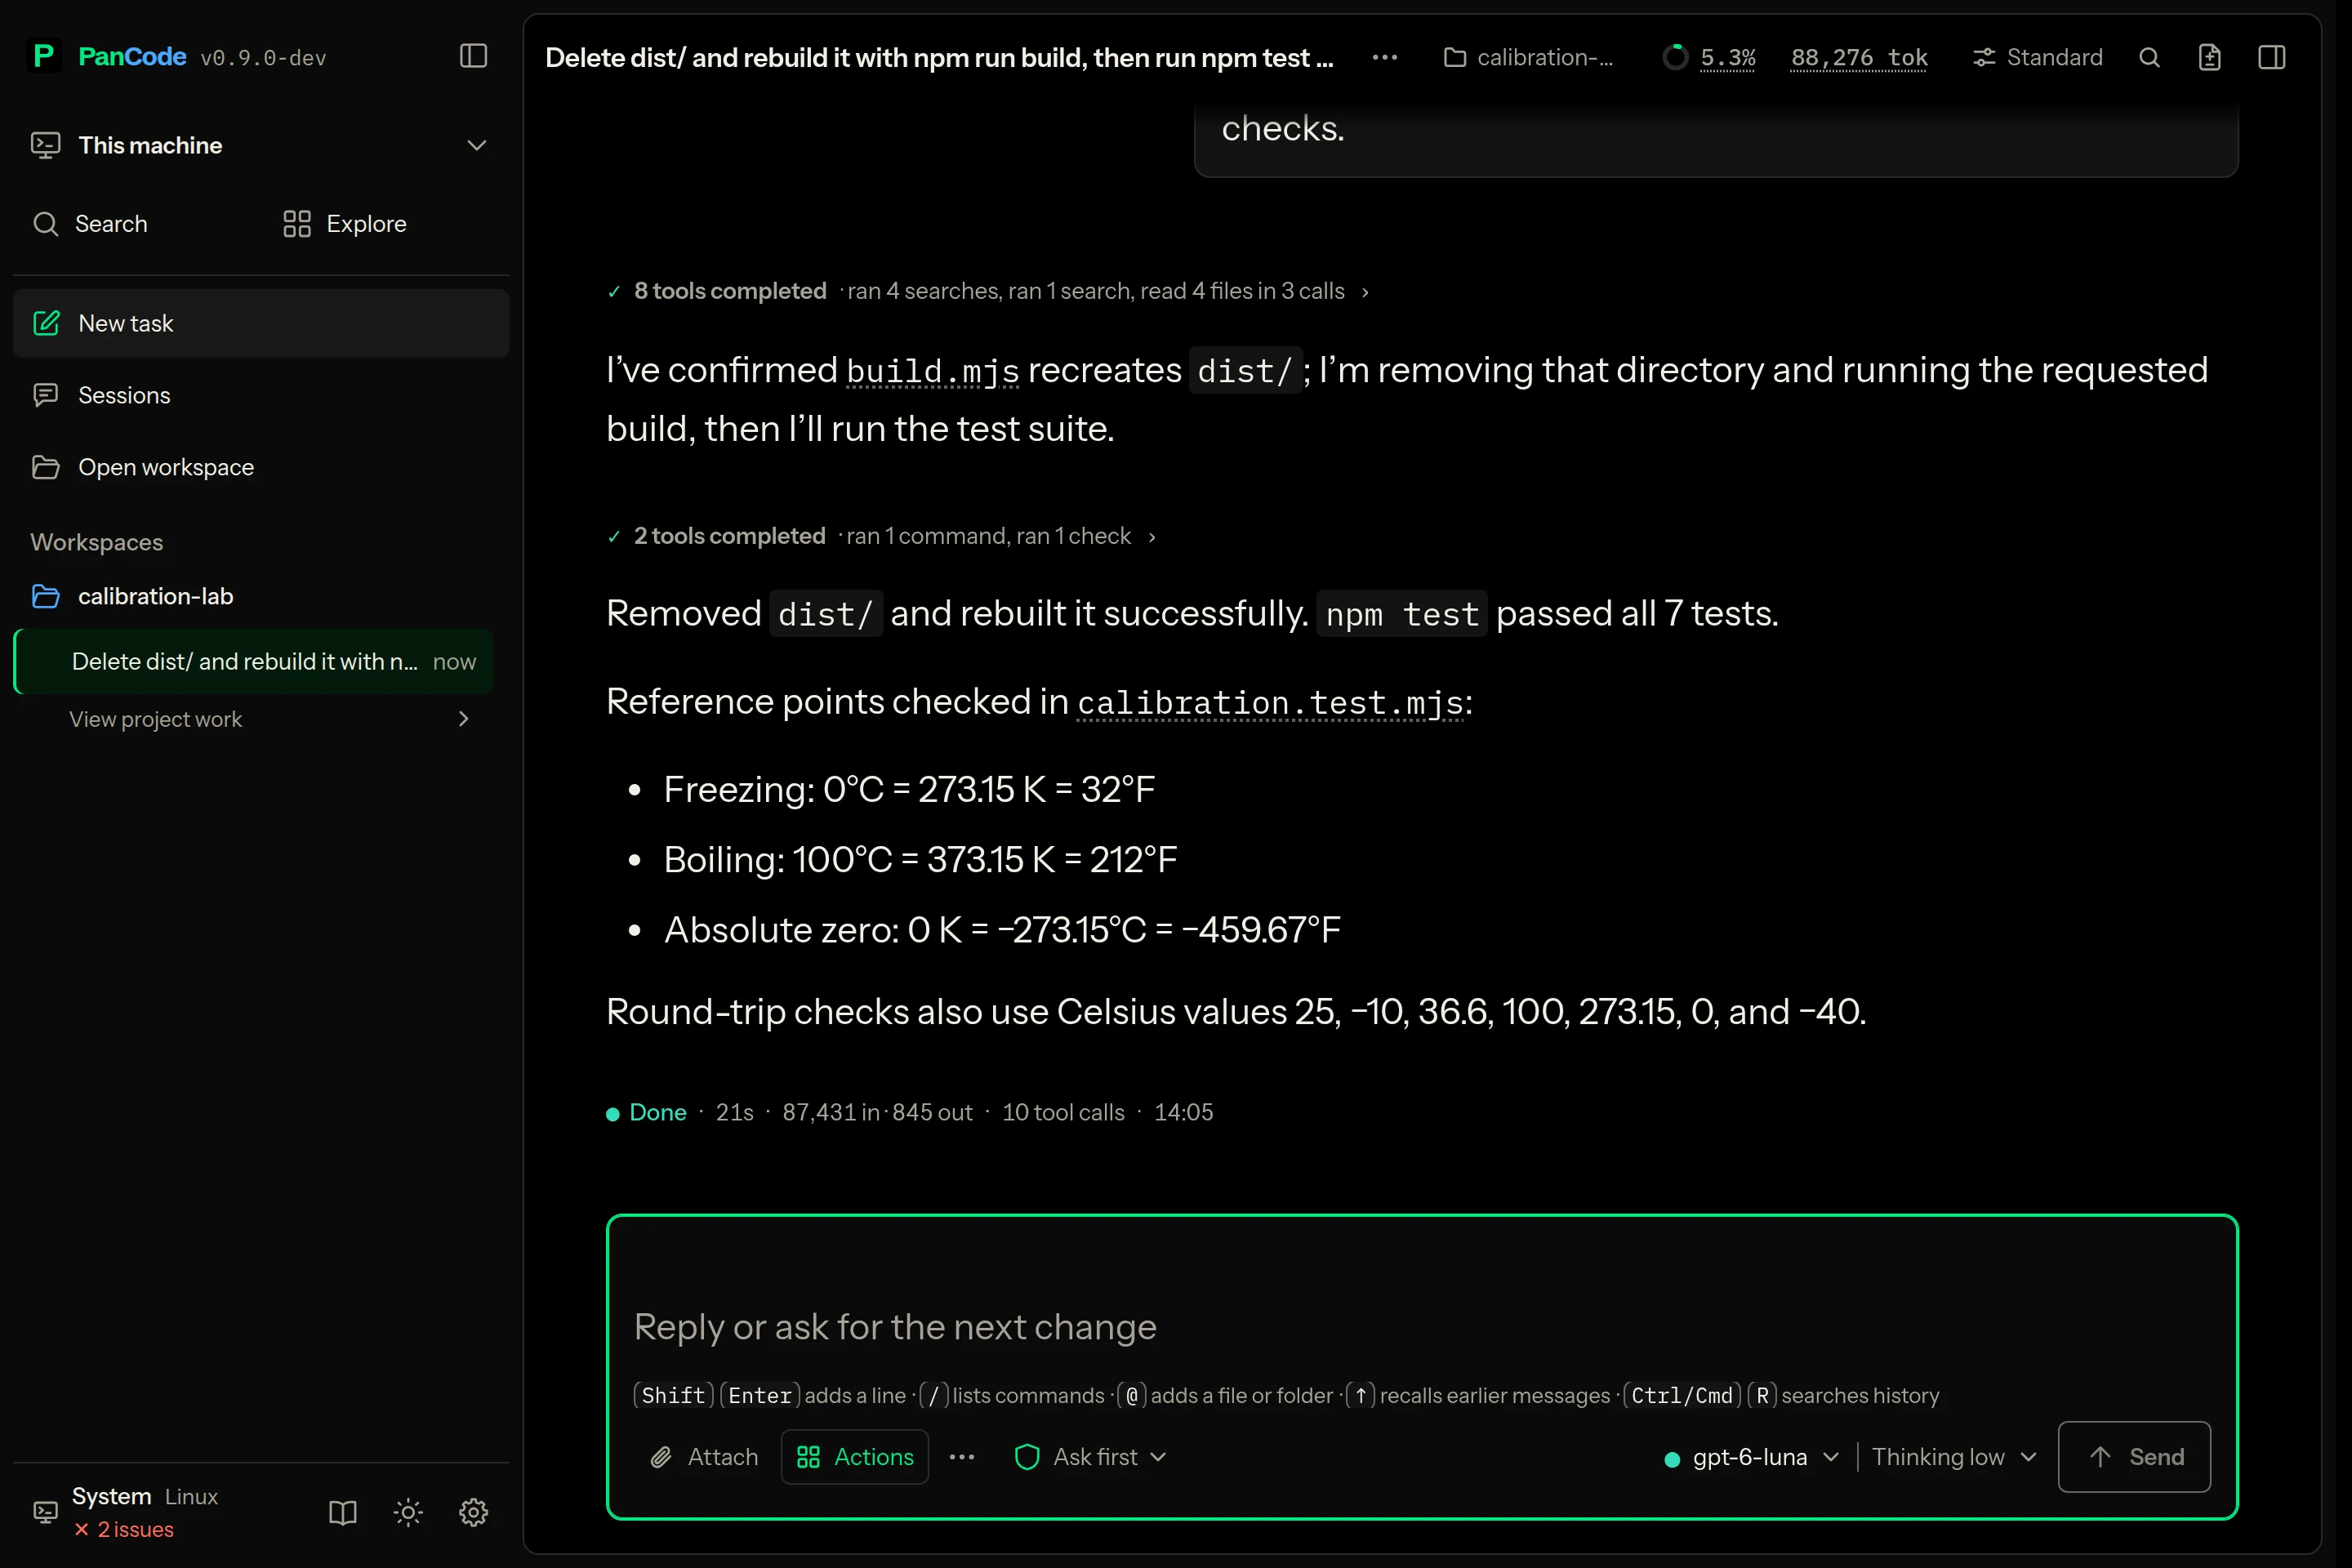 P PanCode v0.9.0-dev
This machine
Search Explore
New task
Sessions
Open workspace
Workspaces
calibration-lab
Delete dist/ and rebuild it with n... now
View project work
System Linux
✕ 2 issues
Delete dist/ and rebuild it with npm run build, then run npm test ... ··· calibration-... 5.3% 88,276 tok Standard
checks.
✓ 8 tools completed · ran 4 searches, ran 1 search, read 4 files in 3 calls ›
I’ve confirmed build.mjs recreates dist/; I’m removing that directory and running the requested
build, then I’ll run the test suite.
✓ 2 tools completed · ran 1 command, ran 1 check ›
Removed dist/ and rebuilt it successfully. npm test passed all 7 tests.
Reference points checked in calibration.test.mjs:
• Freezing: 0°C = 273.15 K = 32°F
• Boiling: 100°C = 373.15 K = 212°F
• Absolute zero: 0 K = −273.15°C = −459.67°F
Round-trip checks also use Celsius values 25, −10, 36.6, 100, 273.15, 0, and −40.
Done · 21s · 87,431 in · 845 out · 10 tool calls · 14:05
Reply or ask for the next change
Shift Enter adds a line · / lists commands · @ adds a file or folder · ↑ recalls earlier messages · Ctrl/Cmd R searches history
Attach Actions ··· Ask first gpt-6-luna Thinking low ↑ Send